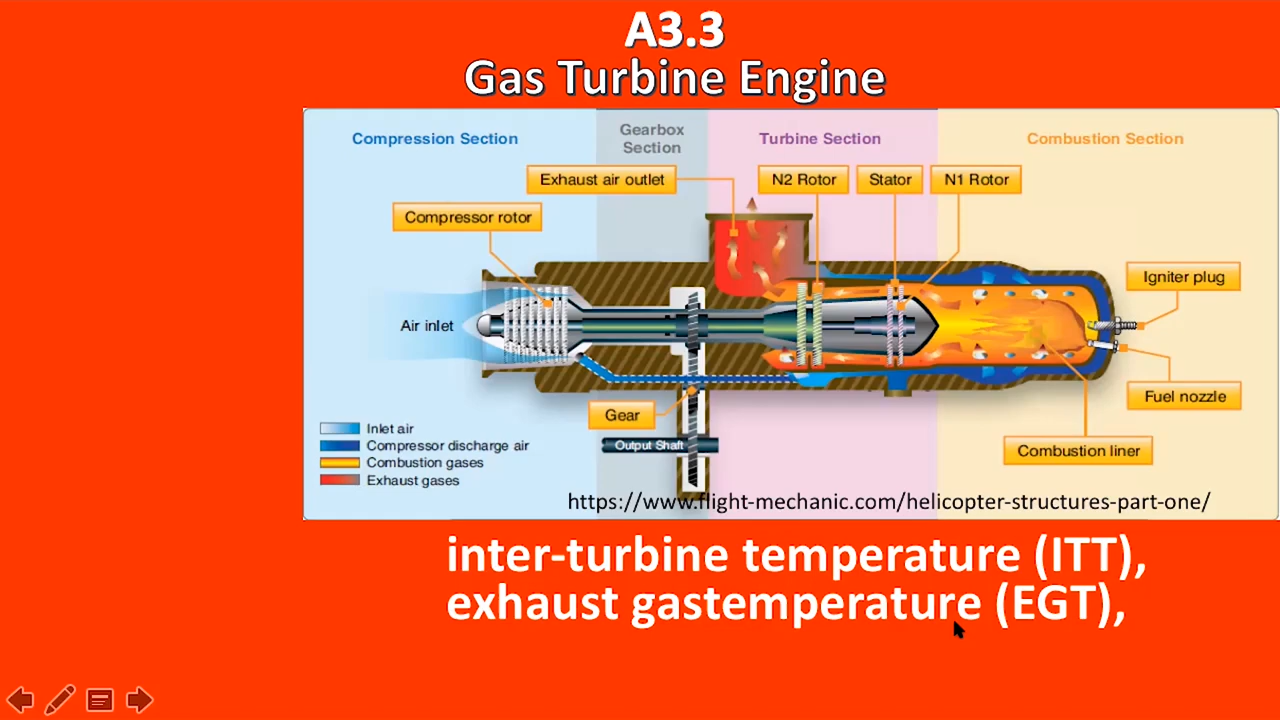 A3.3
Gas Turbine Engine
Compression Section
Gearbox
Section
Turbine Section
Combustion Section
Exhaust air outlet
N2 Rotor
Stator
N1 Rotor
Compressor rotor
Igniter plug
Air inlet
Fuel nozzle
Gear
Output Shaft
Combustion liner
Inlet air
Compressor discharge air
Combustion gases
Exhaust gases
https://www.flight-mechanic.com/helicopter-structures-part-one/
inter-turbine temperature (ITT),
exhaust gastemperature (EGT),